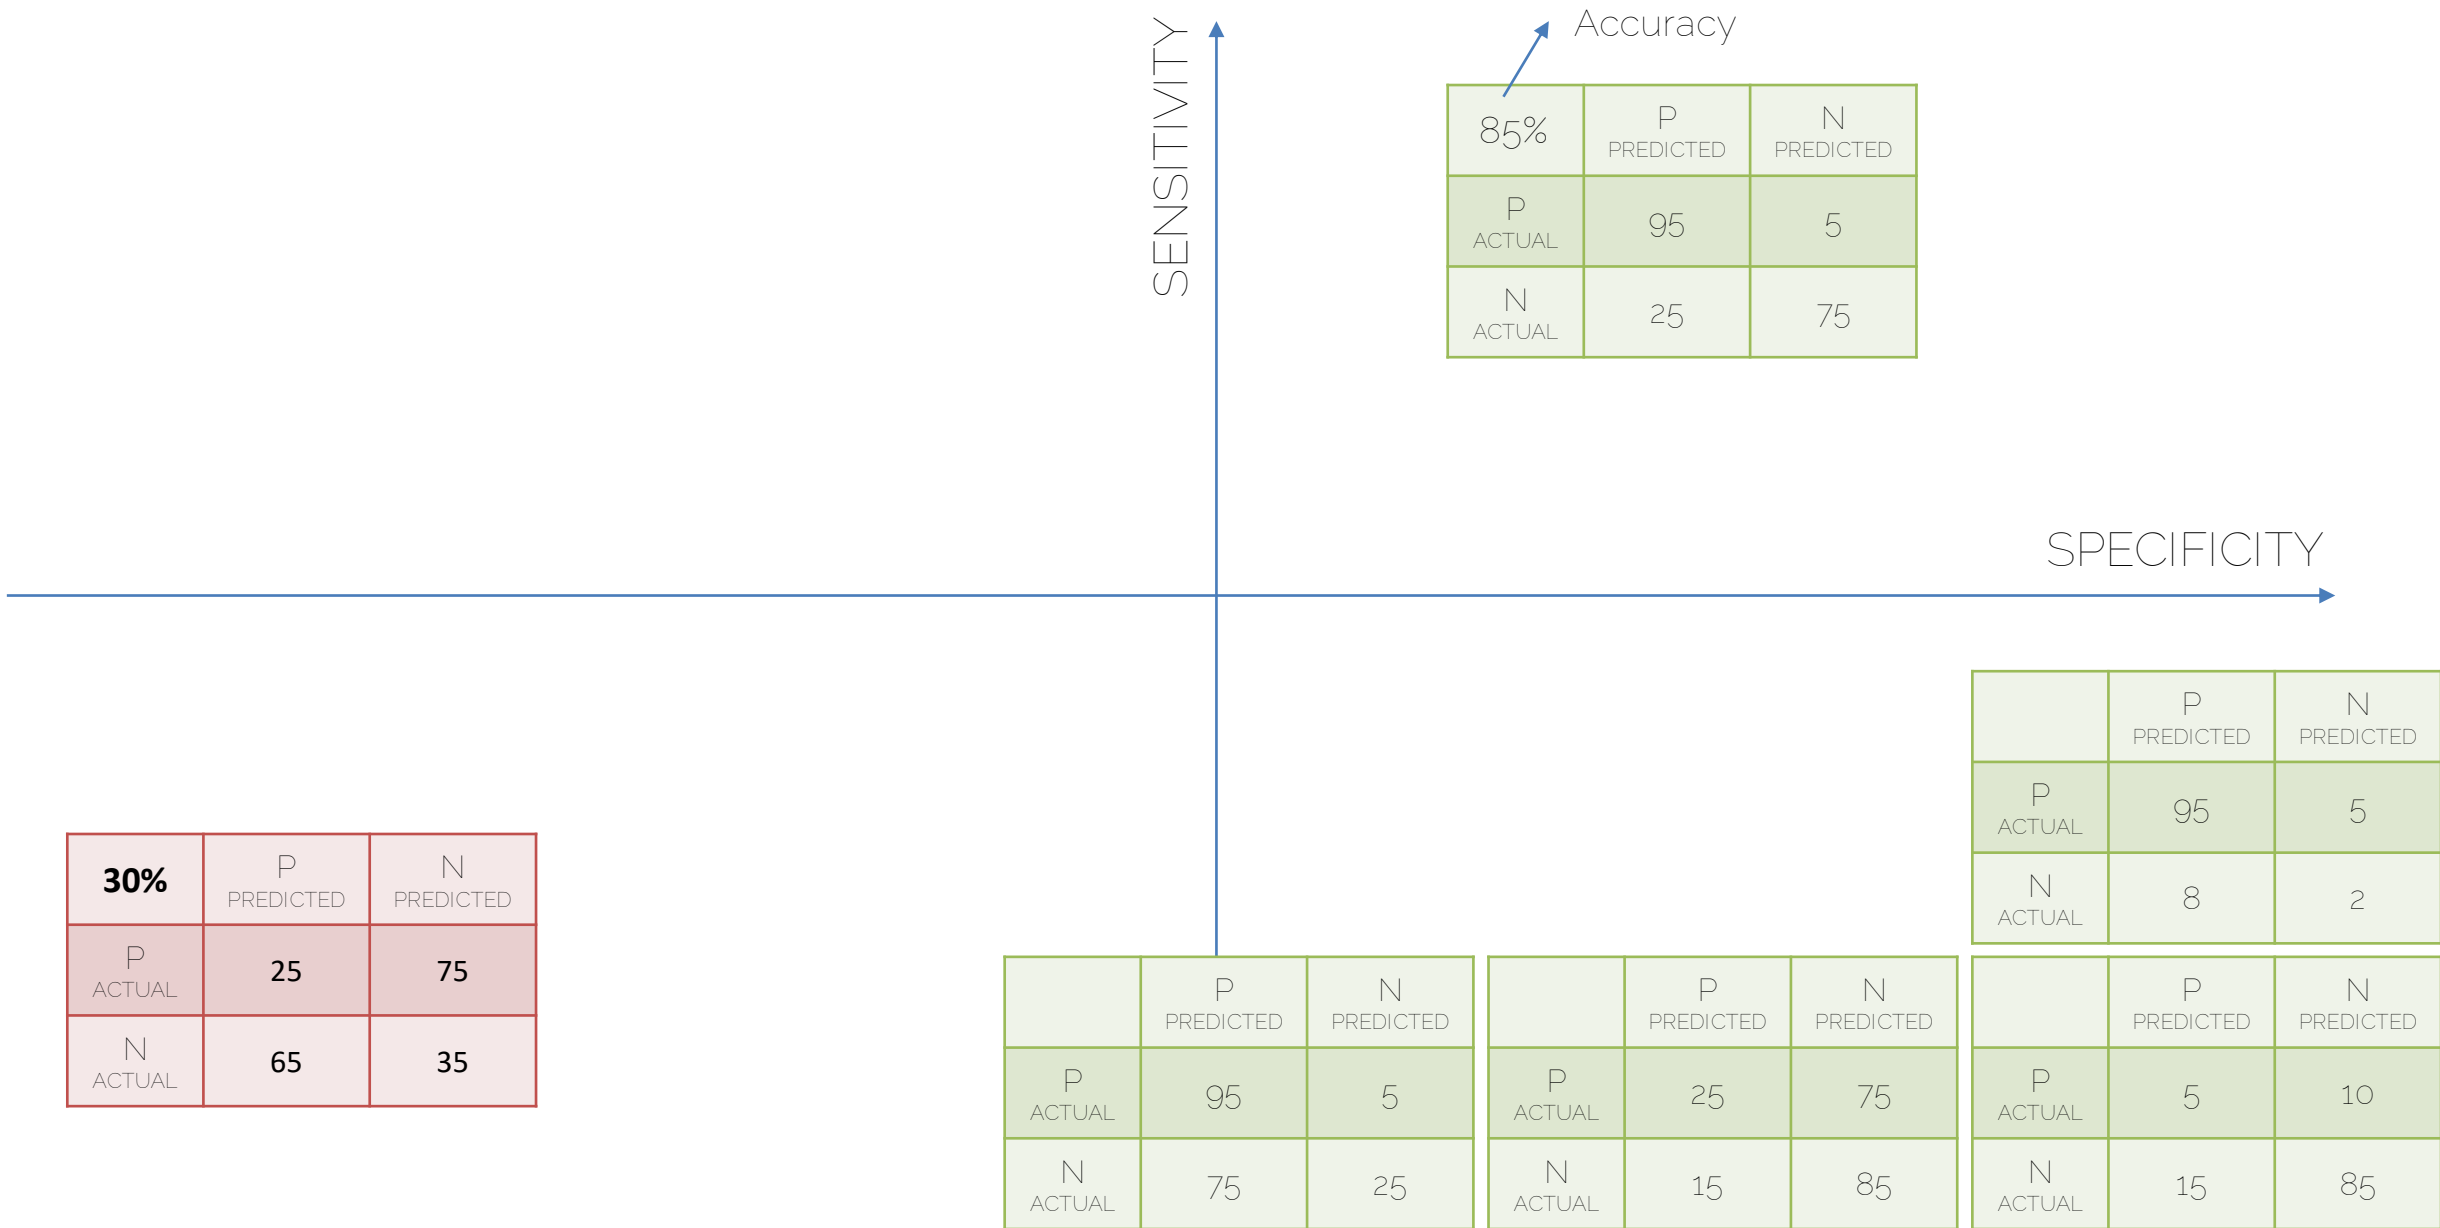 SENSITIVITY
Accuracy
85% P PREDICTED N PREDICTED
P ACTUAL 95 5
N ACTUAL 25 75
SPECIFICITY
P PREDICTED N PREDICTED
P ACTUAL 95 5
N ACTUAL 8 2
30% P PREDICTED N PREDICTED
P ACTUAL 25 75
N ACTUAL 65 35
P PREDICTED N PREDICTED
P ACTUAL 95 5
N ACTUAL 75 25
P PREDICTED N PREDICTED
P ACTUAL 25 75
N ACTUAL 15 85
P PREDICTED N PREDICTED
P ACTUAL 5 10
N ACTUAL 15 85